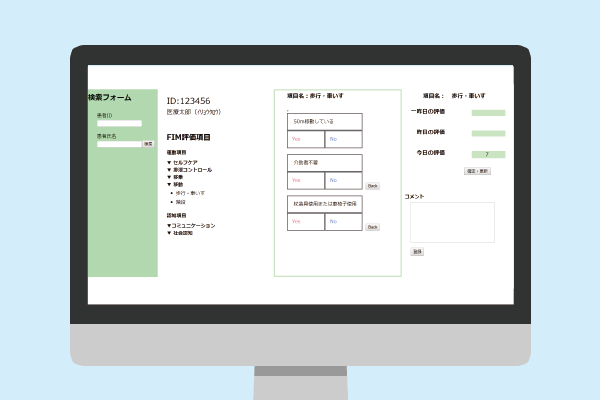 検索フォーム
患者ID
患者氏名
検索
ID:123456
医療太郎（ｲﾘｮｳﾀﾛｳ）
FIM評価項目
運動項目
▼ セルフケア
▼ 排泄コントロール
▼ 移乗
▼ 移動
• 歩行・車いす
• 階段
認知項目
▼コミュニケーション
▼ 社会認知
項目名：歩行・車いす
50m移動している
Yes No
介助者不要
Yes No
Back
杖装具使用または車椅子使用
Yes No
Back
項目名： 歩行・車いす
一昨日の評価
昨日の評価
今日の評価 7
確定・更新
コメント
登録